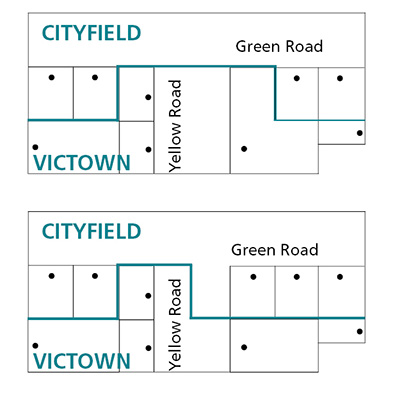 CITYFIELD
Green Road
Yellow Road
VICTOWN
CITYFIELD
Green Road
Yellow Road
VICTOWN